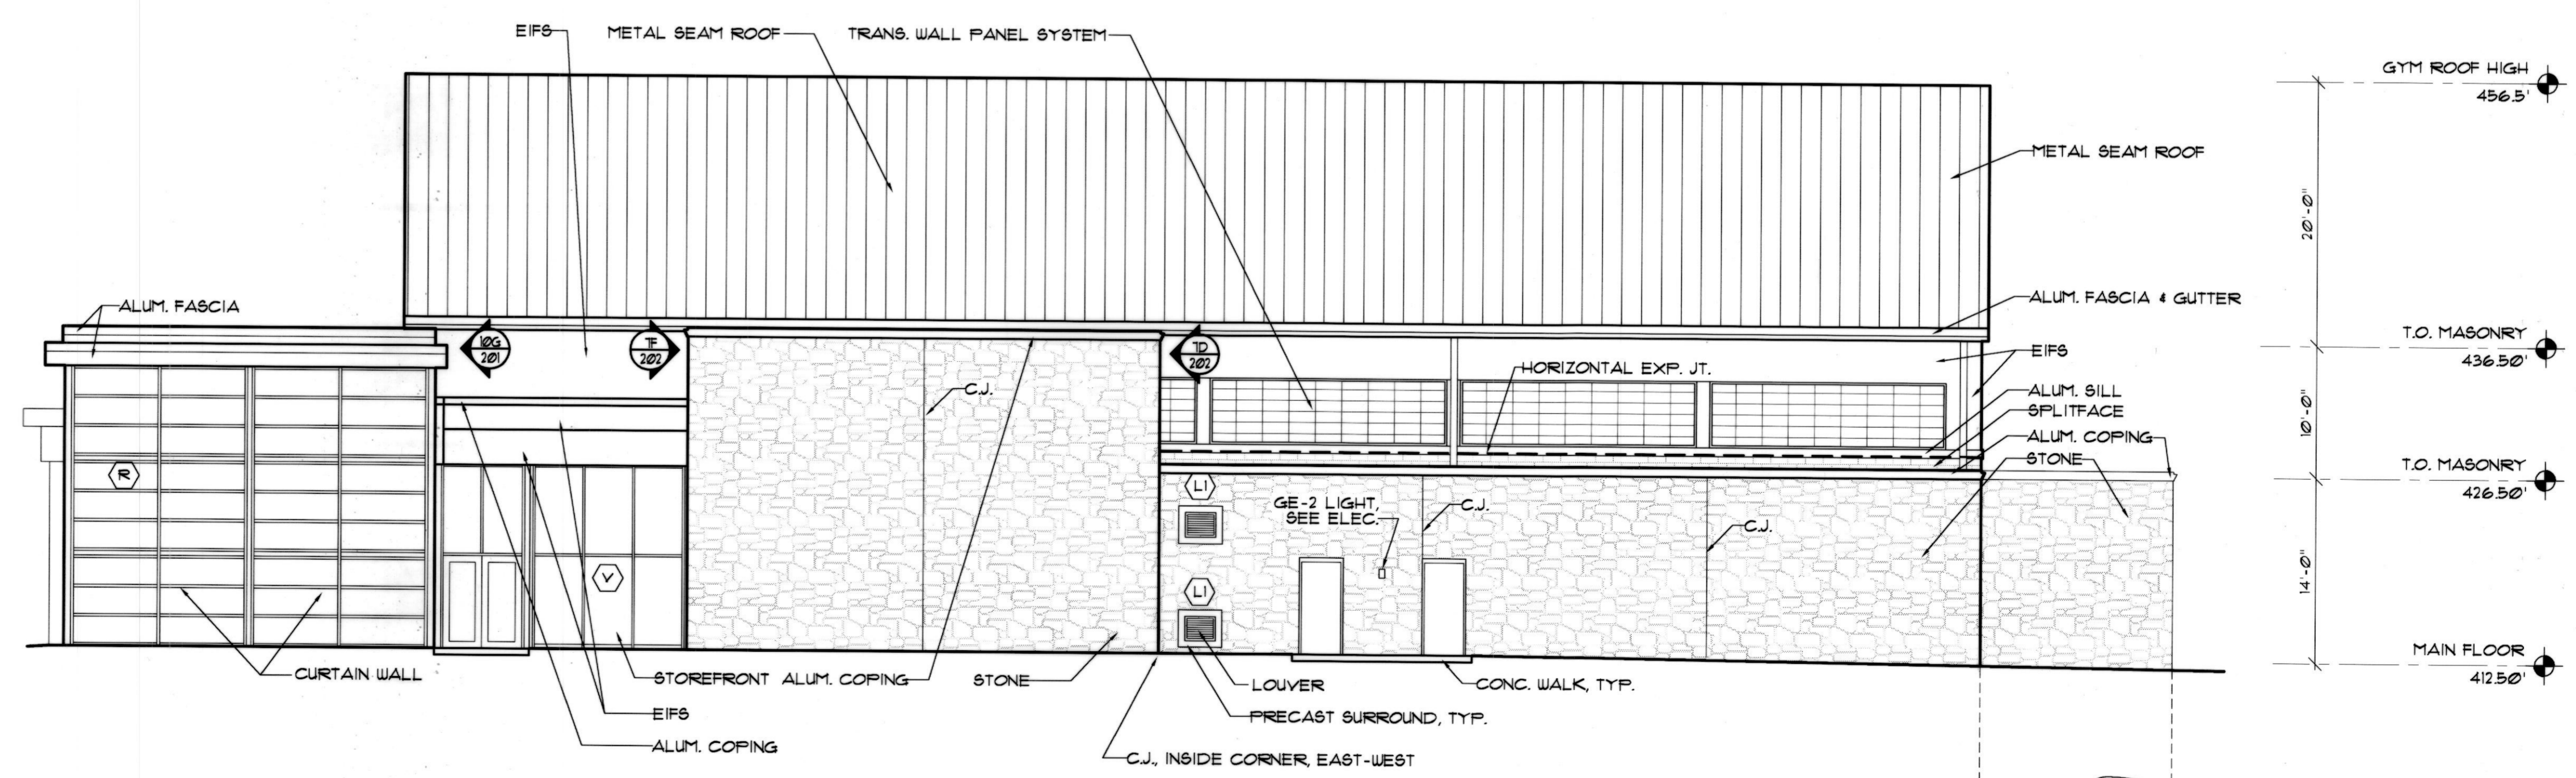 EIFS
METAL SEAM ROOF
TRANS. WALL PANEL SYSTEM
GYM ROOF HIGH
456.5'
METAL SEAM ROOF
20'-0"
ALUM. FASCIA
ALUM. FASCIA & GUTTER
10G
201
TF
202
TD
202
T.O. MASONRY
436.50'
EIFS
HORIZONTAL EXP. JT.
C.J.
ALUM. SILL
SPLITFACE
10'-0"
ALUM. COPING
STONE
T.O. MASONRY
426.50'
R
L1
GE-2 LIGHT,
SEE ELEC.
C.J.
C.J.
V
L1
14'-0"
MAIN FLOOR
412.50'
CURTAIN WALL
STOREFRONT
ALUM. COPING
STONE
LOUVER
CONC. WALK, TYP.
EIFS
PRECAST SURROUND, TYP.
ALUM. COPING
C.J., INSIDE CORNER, EAST-WEST